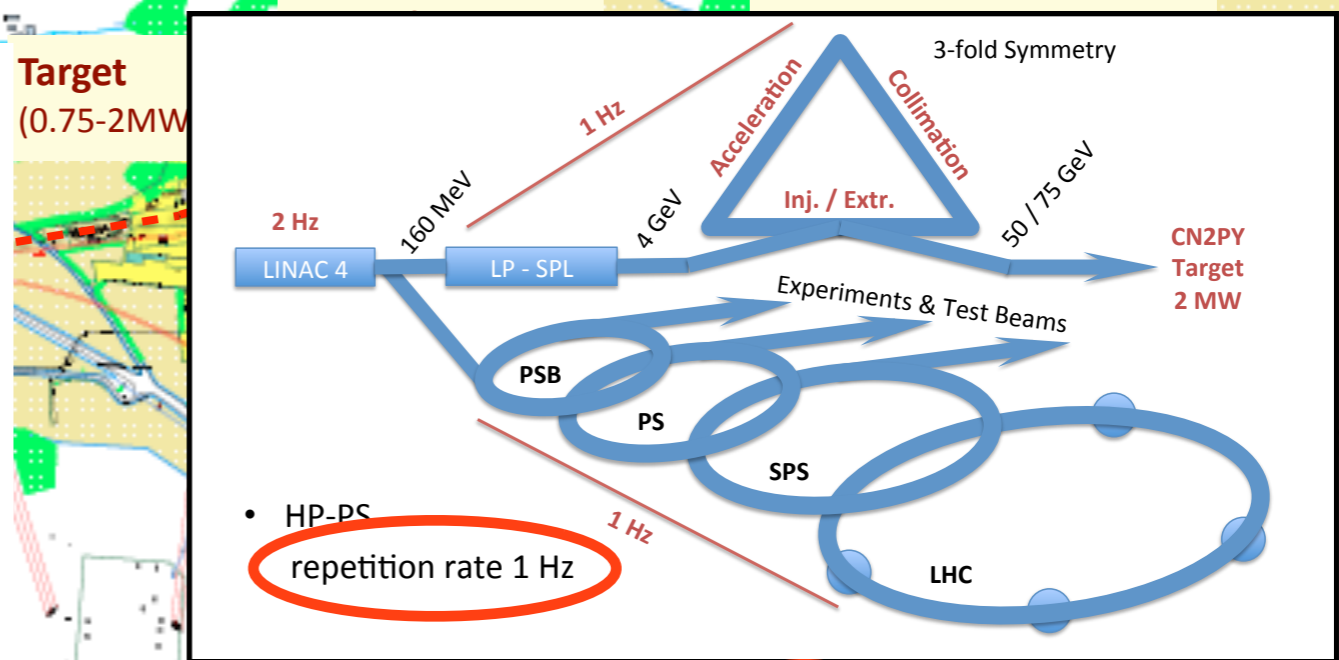 Target
(0.75-2MW
3-fold Symmetry
1 Hz
Acceleration
Collimation
Inj. / Extr.
2 Hz
160 MeV
4 GeV
50 / 75 GeV
LINAC 4
LP - SPL
CN2PY
Target
2 MW
Experiments & Test Beams
PSB
PS
SPS
LHC
1 Hz
• HP-PS
repetition rate 1 Hz